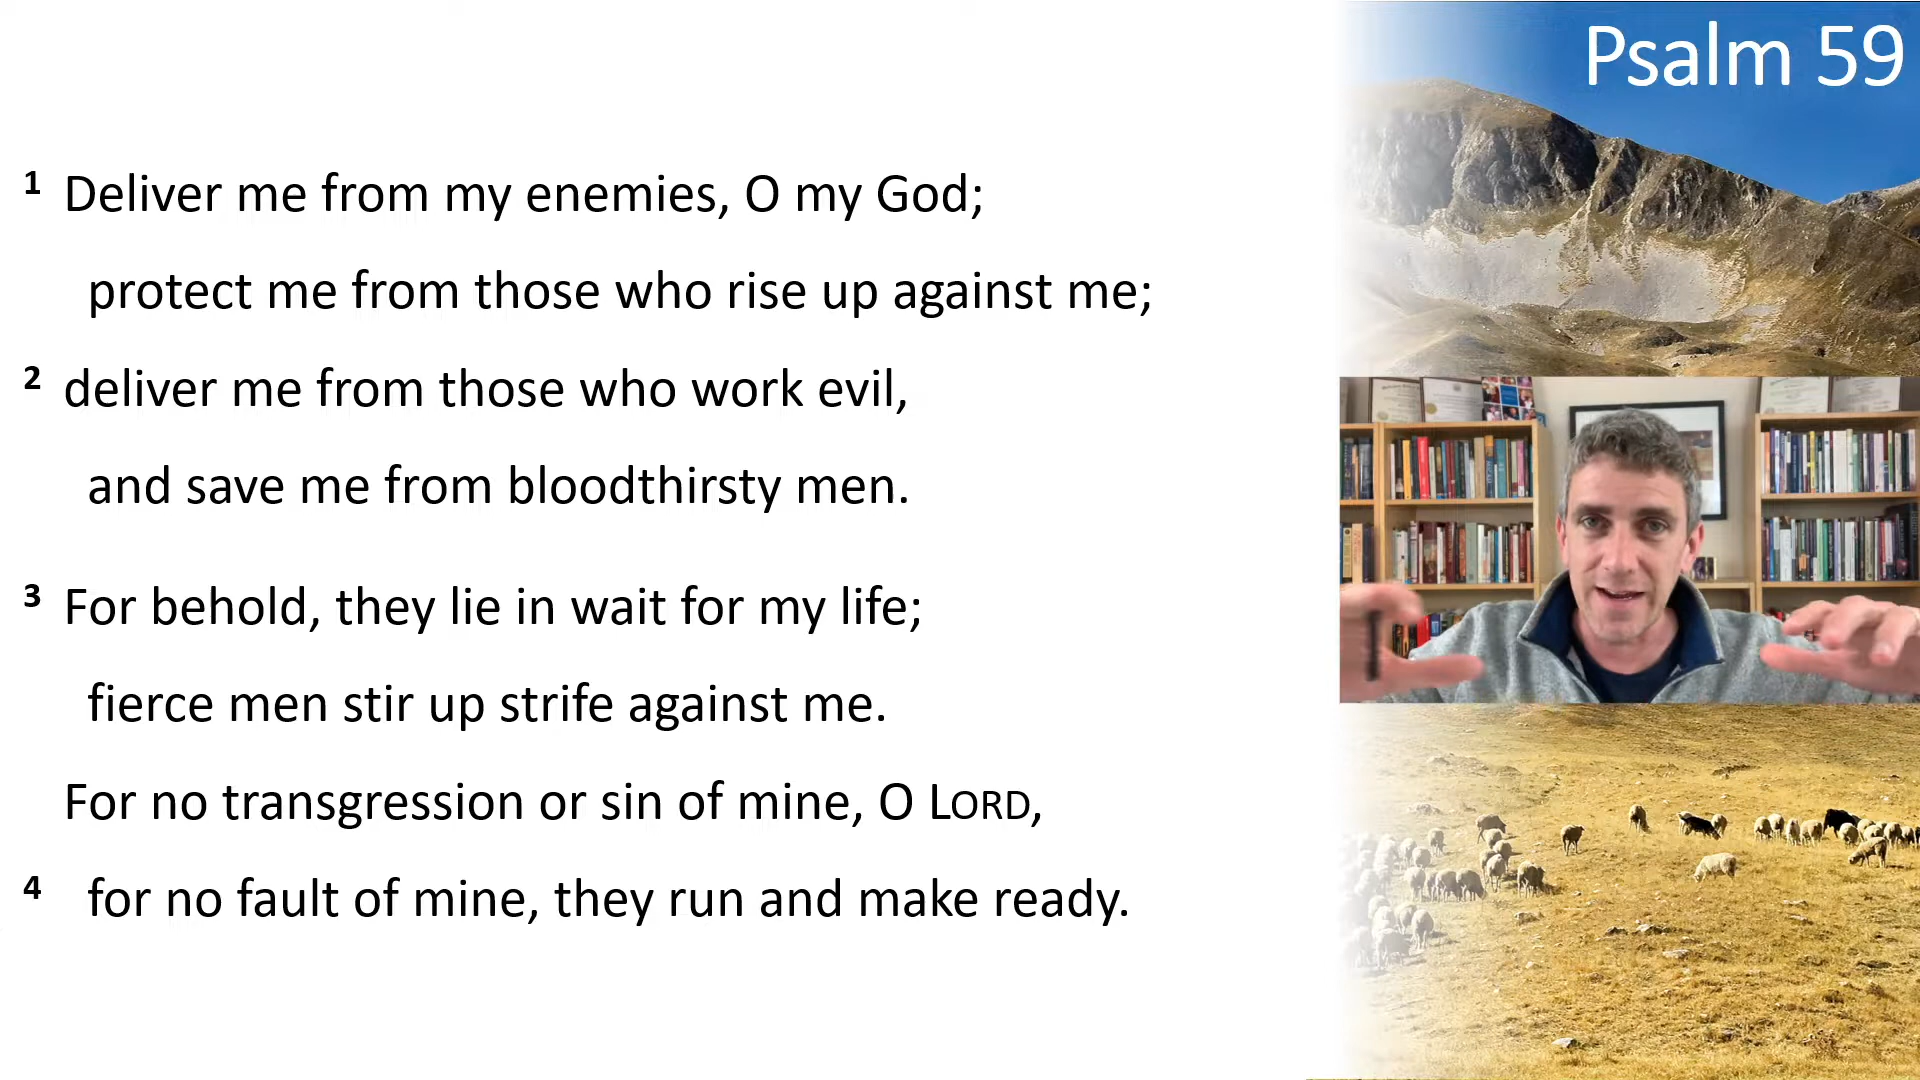 Psalm 59
1 Deliver me from my enemies, O my God;
protect me from those who rise up against me;
2 deliver me from those who work evil,
and save me from bloodthirsty men.
3 For behold, they lie in wait for my life;
fierce men stir up strife against me.
For no transgression or sin of mine, O LORD,
4 for no fault of mine, they run and make ready.